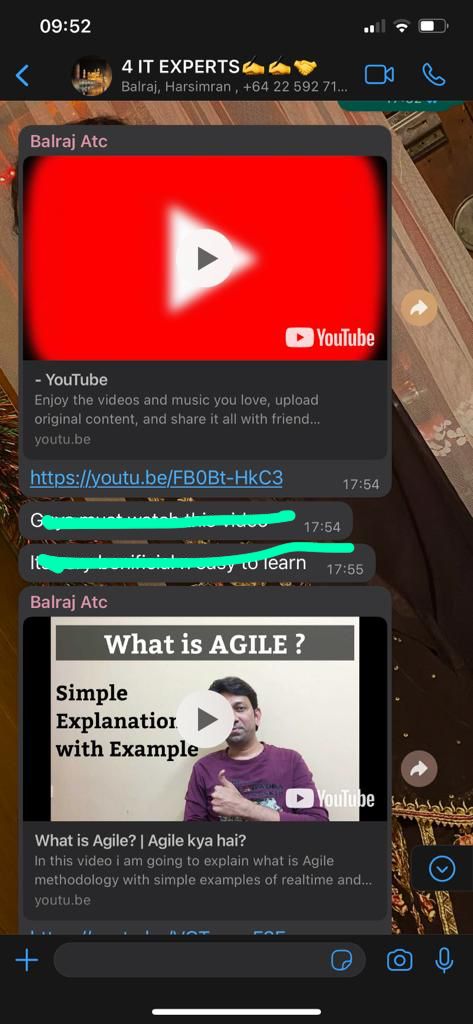 09:52
4 IT EXPERTS✍️✍️🤝
Balraj, Harsimran , +64 22 592 71...
Balraj Atc
YouTube
- YouTube
Enjoy the videos and music you love, upload
original content, and share it all with friend...
youtu.be
https://youtu.be/FB0Bt-HkC3
17:54
must watch this video
17:54
easy to learn
17:55
Balraj Atc
What is AGILE ?
Simple
Explanation
with Example
YouTube
What is Agile? | Agile kya hai?
In this video i am going to explain what is Agile
methodology with simple examples of realtime and...
youtu.be